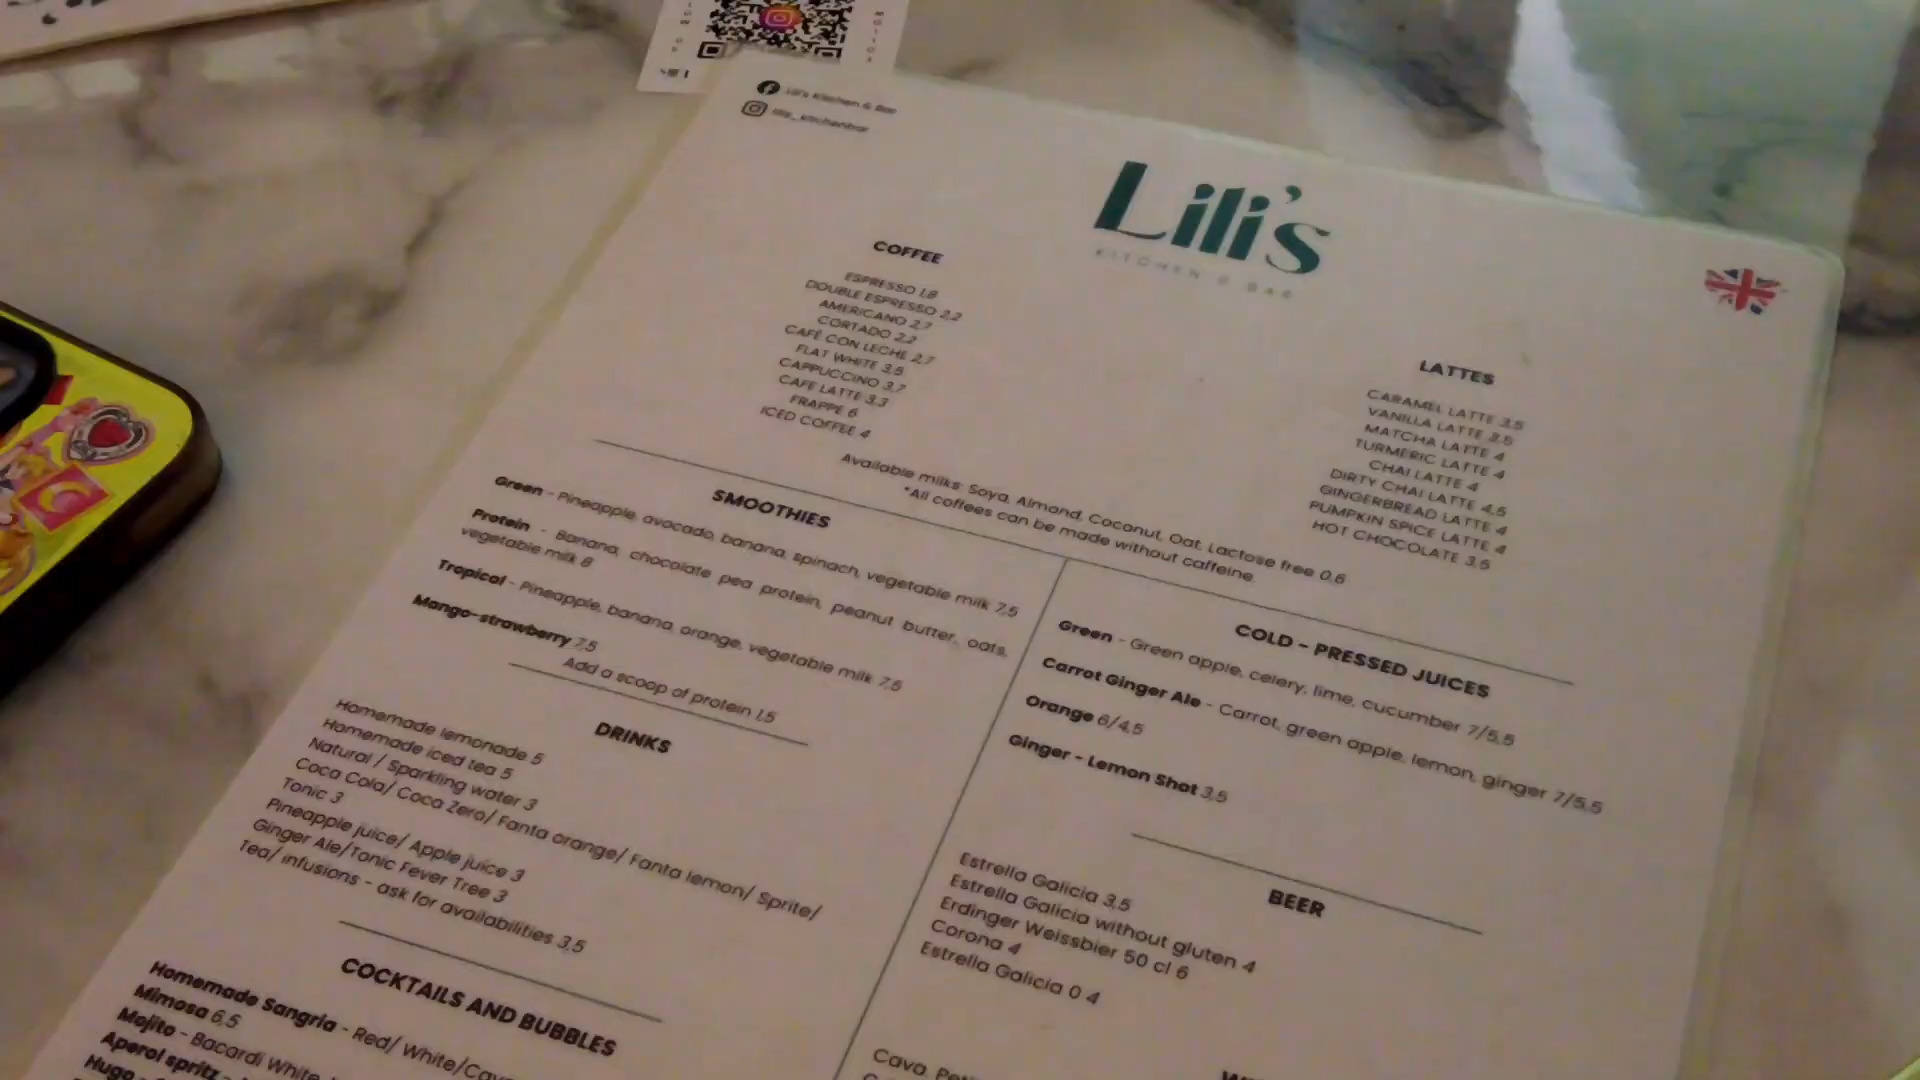 Lili's Kitchen & Bar
lilis_kitchenbar
Lili's
KITCHEN & BAR
COFFEE
ESPRESSO 1,8
DOUBLE ESPRESSO 2,2
AMERICANO 2,7
CORTADO 2,2
CAFÉ CON LECHE 2,7
FLAT WHITE 3,5
CAPPUCCINO 3,7
CAFE LATTE 3,3
FRAPPE 6
ICED COFFEE 4
LATTES
CARAMEL LATTE 3,5
VANILLA LATTE 3,5
MATCHA LATTE 4
TURMERIC LATTE 4
CHAI LATTE 4
DIRTY CHAI LATTE 4,5
GINGERBREAD LATTE 4
PUMPKIN SPICE LATTE 4
HOT CHOCOLATE 3,5
Available milks: Soya, Almond, Coconut, Oat, Lactose free 0,6
*All coffees can be made without caffeine.
SMOOTHIES
Green - Pineapple, avocado, banana, spinach, vegetable milk 7,5
Protein - Banana, chocolate pea protein, peanut butter, oats,
vegetable milk 8
Tropical - Pineapple, banana, orange, vegetable milk 7,5
Mango-strawberry 7,5
Add a scoop of protein 1,5
DRINKS
Homemade lemonade 5
Homemade iced tea 5
Natural / Sparkling water 3
Coca Cola/ Coca Zero/ Fanta orange/ Fanta lemon/ Sprite/
Tonic 3
Pineapple juice/ Apple juice 3
Ginger Ale/Tonic Fever Tree 3
Tea/ infusions - ask for availabilities 3,5
COCKTAILS AND BUBBLES
Homemade Sangria - Red/ White/Cava
Mimosa 6,5
Mojito - Bacardi White
Aperol spritz -
Hugo -
COLD - PRESSED JUICES
Green - Green apple, celery, lime, cucumber 7/5,5
Carrot Ginger Ale - Carrot, green apple, lemon, ginger 7/5,5
Orange 6/4,5
Ginger - Lemon Shot 3,5
BEER
Estrella Galicia 3,5
Estrella Galicia without gluten 4
Erdinger Weissbier 50 cl 6
Corona 4
Estrella Galicia 0 4
Cava,